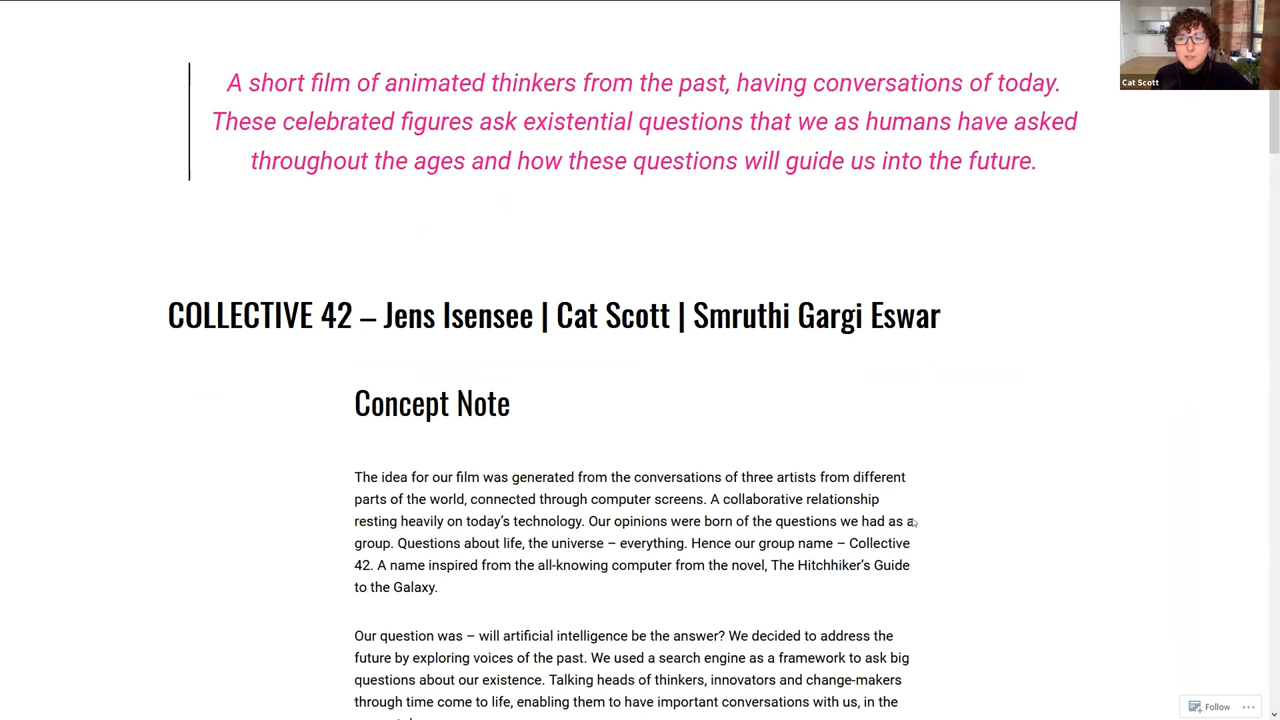 A short film of animated thinkers from the past, having conversations of today.
These celebrated figures ask existential questions that we as humans have asked
throughout the ages and how these questions will guide us into the future.
Cat Scott
COLLECTIVE 42 – Jens Isensee | Cat Scott | Smruthi Gargi Eswar
Concept Note
The idea for our film was generated from the conversations of three artists from different
parts of the world, connected through computer screens. A collaborative relationship
resting heavily on today’s technology. Our opinions were born of the questions we had as a
group. Questions about life, the universe – everything. Hence our group name – Collective
42. A name inspired from the all-knowing computer from the novel, The Hitchhiker’s Guide
to the Galaxy.
Our question was – will artificial intelligence be the answer? We decided to address the
future by exploring voices of the past. We used a search engine as a framework to ask big
questions about our existence. Talking heads of thinkers, innovators and change-makers
through time come to life, enabling them to have important conversations with us, in the
Follow